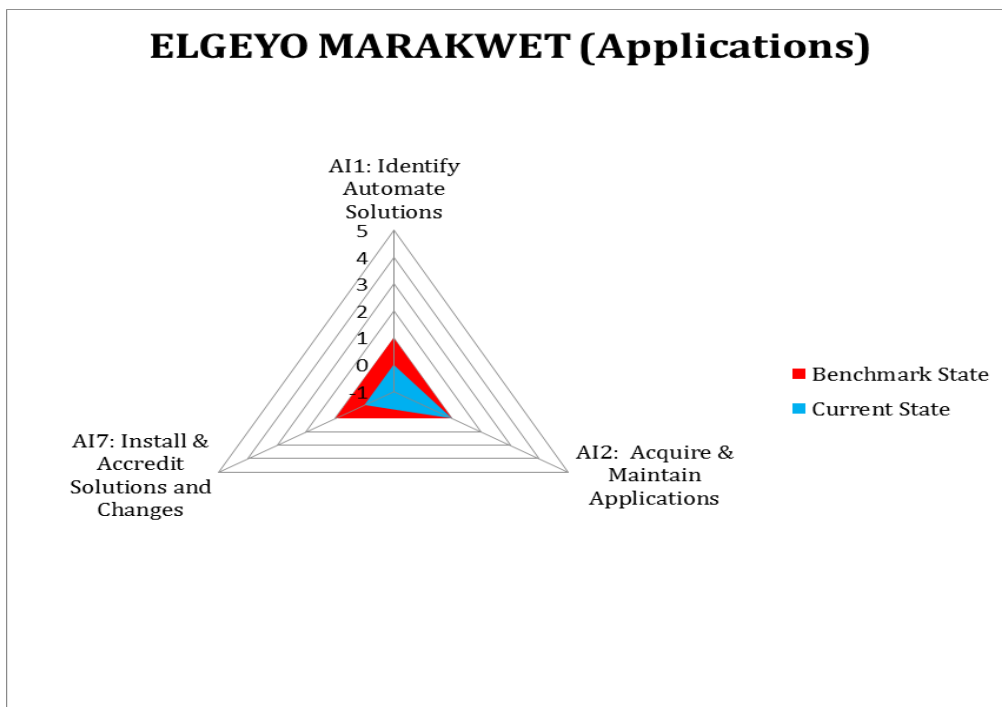 ELGEYO MARAKWET (Applications)
AI1: Identify
Automate
Solutions
5
4
3
2
1
0
-1
Benchmark State
Current State
AI7: Install &
Accredit
Solutions and
Changes
AI2:  Acquire &
Maintain
Applications